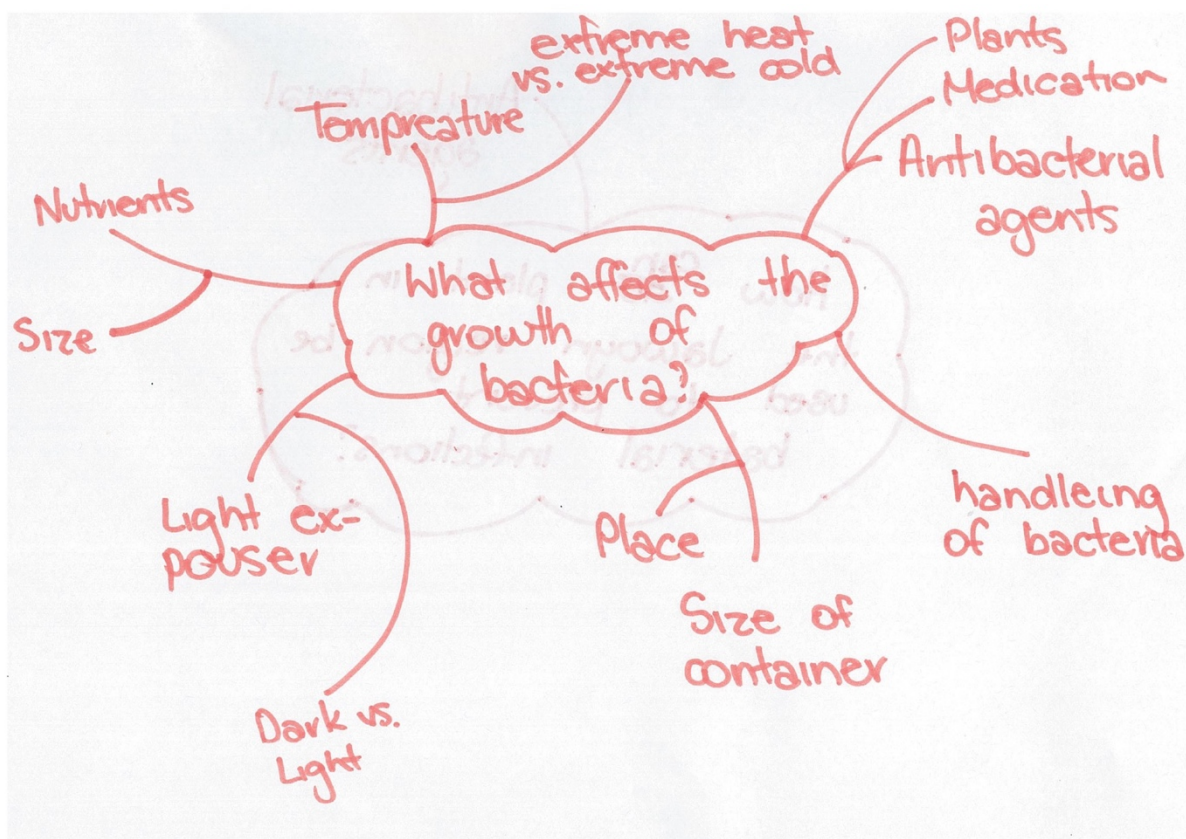 extreme heat
vs. extreme cold
Tempreature
Plants
Medication
Antibacterial
agents
Nutrients
Size
What affects the
growth of
bacteria?
Light ex-
pouser
Dark vs.
Light
Place
Size of
container
handleing
of bacteria